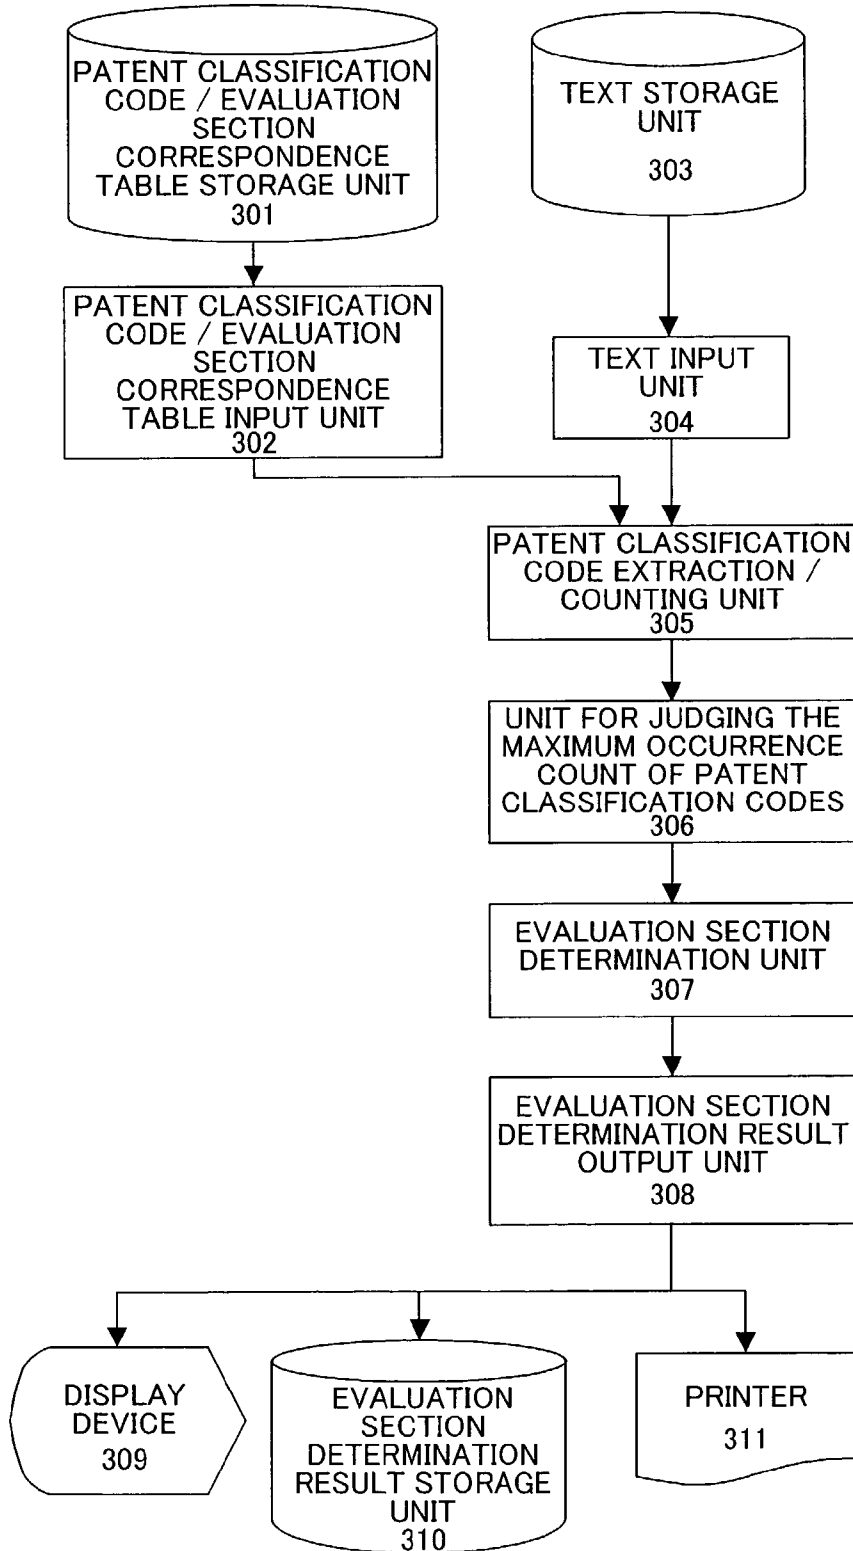 PATENT CLASSIFICATION
CODE / EVALUATION
SECTION
CORRESPONDENCE
TABLE STORAGE UNIT
301
TEXT STORAGE
UNIT
303
PATENT CLASSIFICATION
CODE / EVALUATION
SECTION
CORRESPONDENCE
TABLE INPUT UNIT
302
TEXT INPUT
UNIT
304
PATENT CLASSIFICATION
CODE EXTRACTION /
COUNTING UNIT
305
UNIT FOR JUDGING THE
MAXIMUM OCCURRENCE
COUNT OF PATENT
CLASSIFICATION CODES
306
EVALUATION SECTION
DETERMINATION UNIT
307
EVALUATION SECTION
DETERMINATION RESULT
OUTPUT UNIT
308
DISPLAY
DEVICE
309
EVALUATION
SECTION
DETERMINATION
RESULT STORAGE
UNIT
310
PRINTER
311